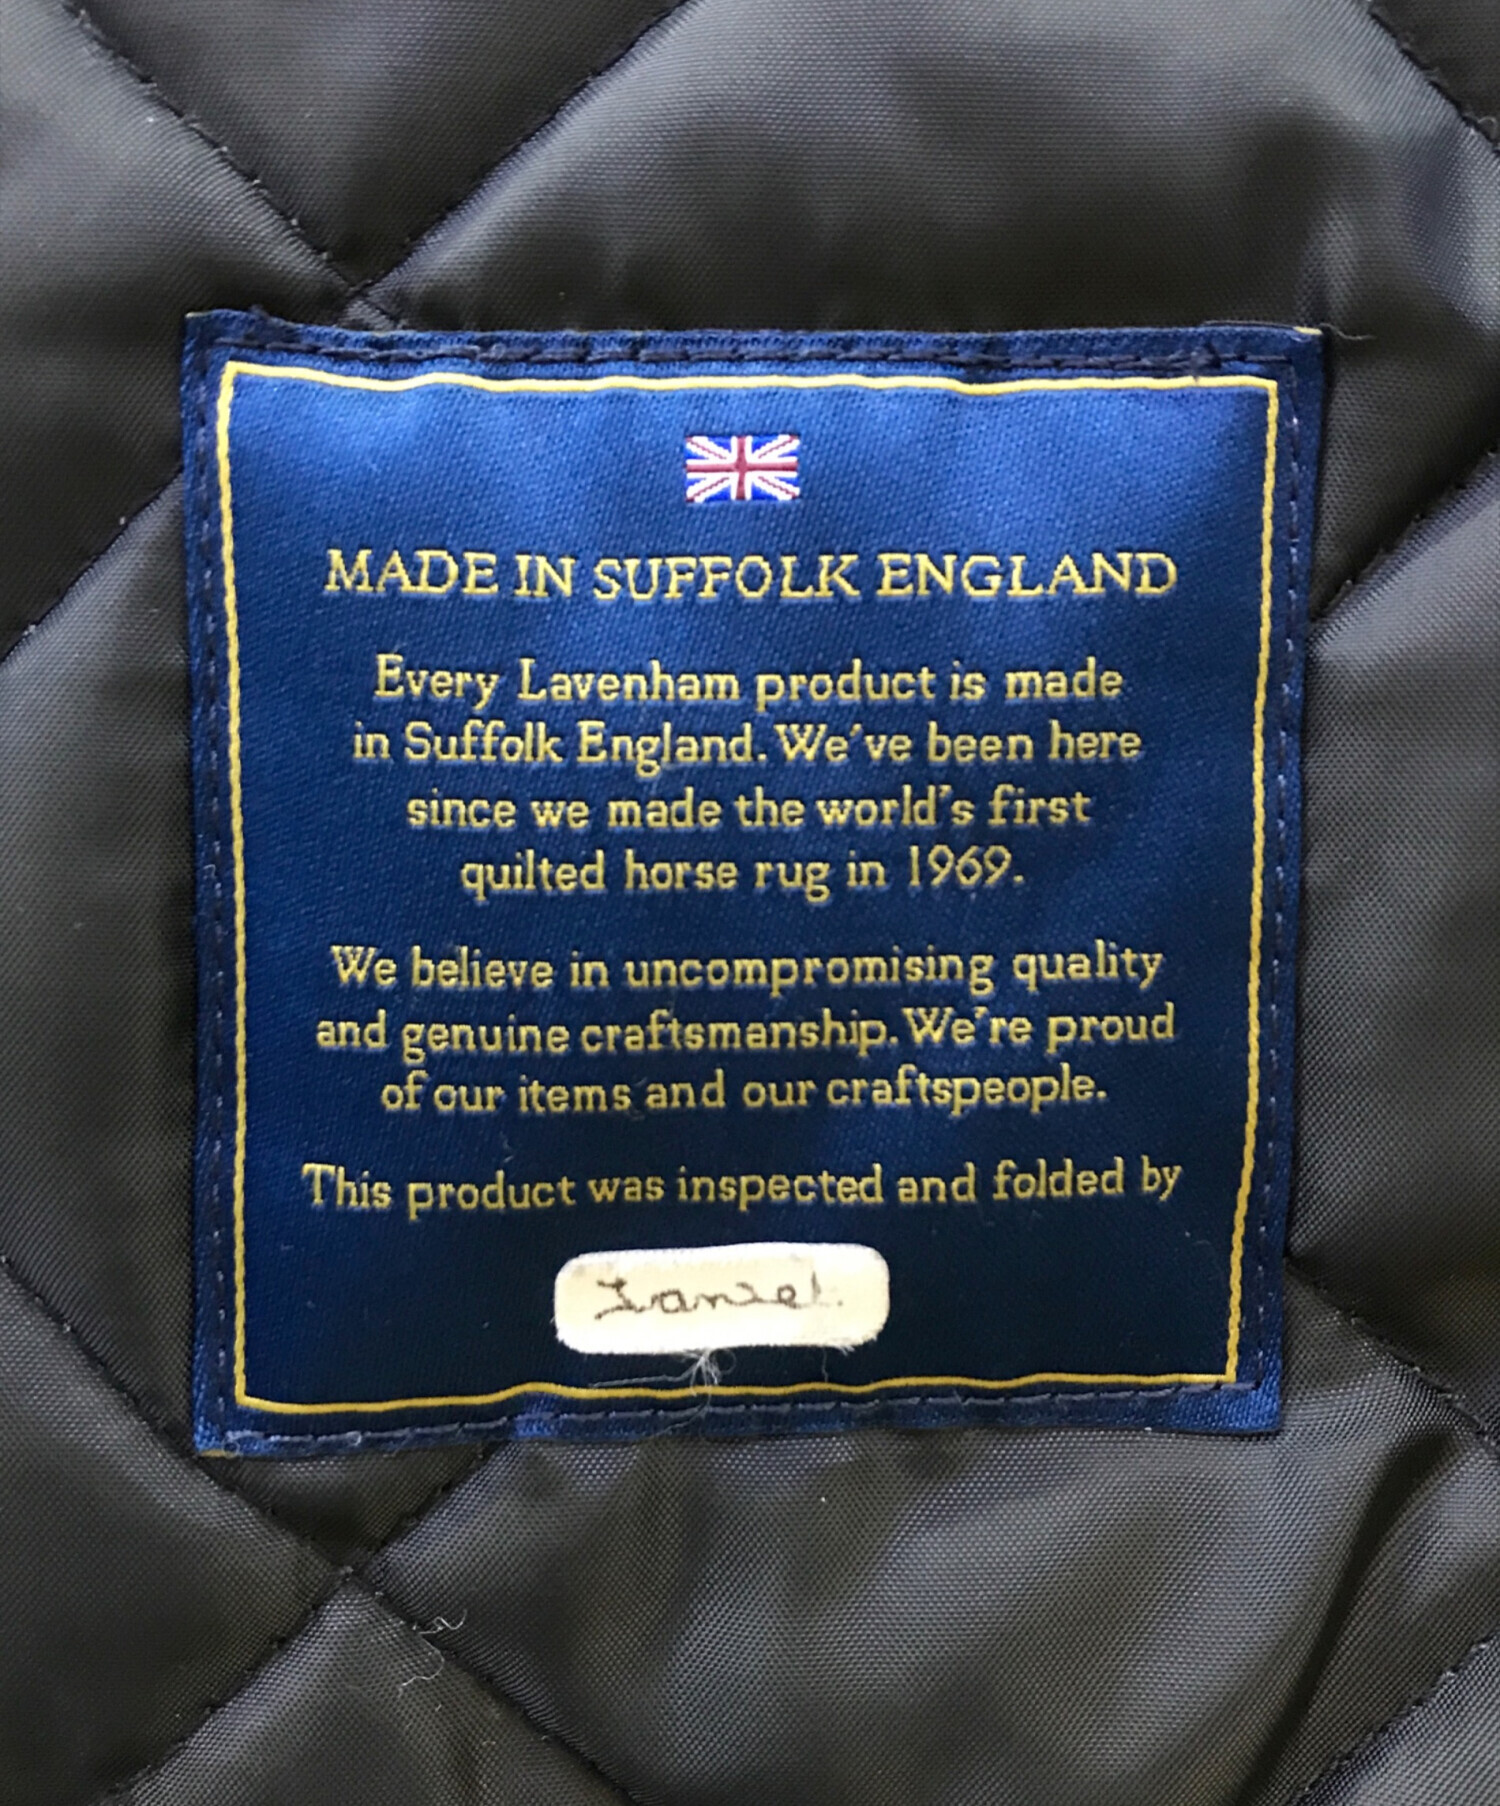 MADE IN SUFFOLK ENGLAND
Every Lavenham product is made
in Suffolk England. We've been here
since we made the world's first
quilted horse rug in 1969.
We believe in uncompromising quality
and genuine craftsmanship. We're proud
of our items and our craftspeople.
This product was inspected and folded by